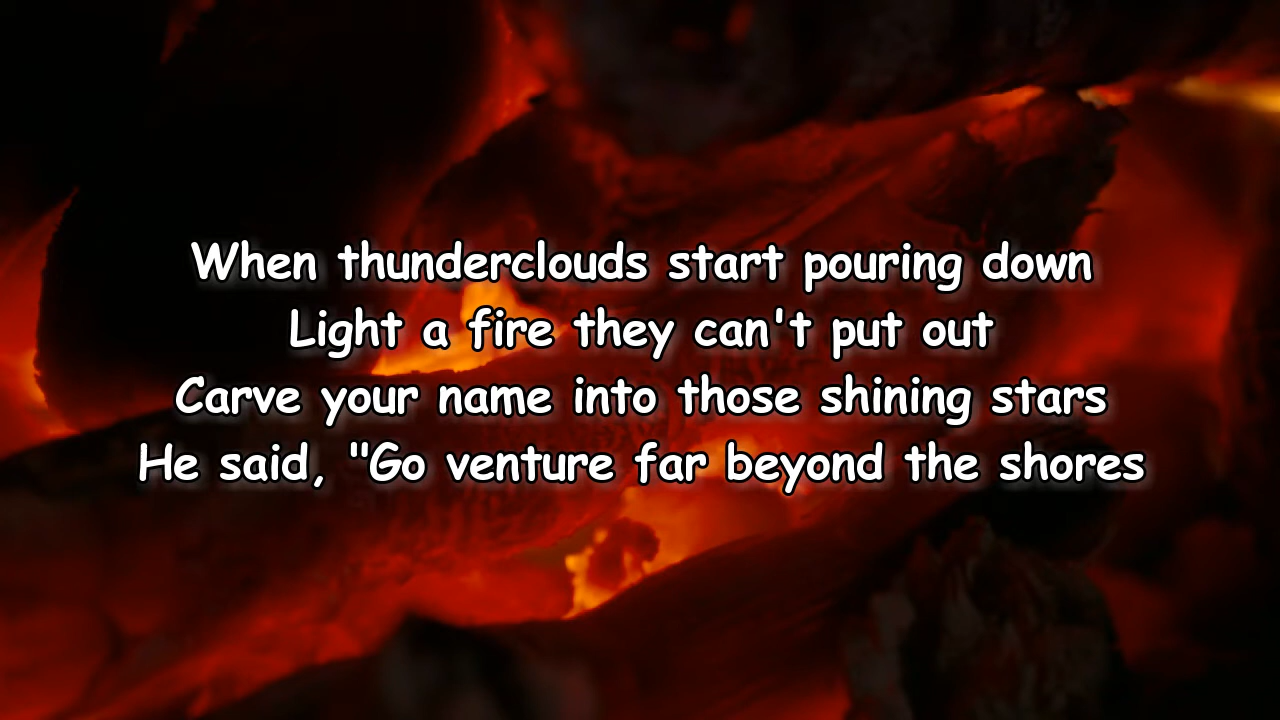 When thunderclouds start pouring down
Light a fire they can't put out
Carve your name into those shining stars
He said, "Go venture far beyond the shores